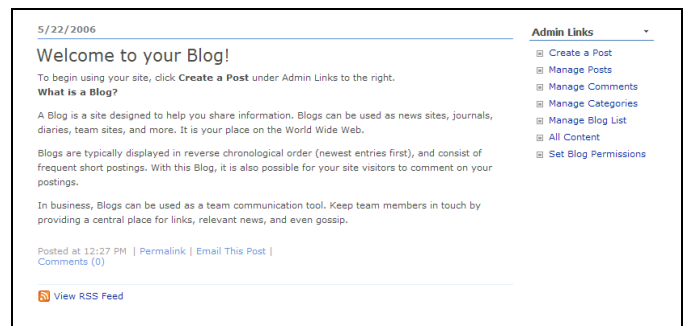 5/22/2006
Welcome to your Blog!
To begin using your site, click Create a Post under Admin Links to the right.
What is a Blog?
A Blog is a site designed to help you share information. Blogs can be used as news sites, journals,
diaries, team sites, and more. It is your place on the World Wide Web.
Blogs are typically displayed in reverse chronological order (newest entries first), and consist of
frequent short postings. With this Blog, it is also possible for your site visitors to comment on your
postings.
In business, Blogs can be used as a team communication tool. Keep team members in touch by
providing a central place for links, relevant news, and even gossip.
Posted at 12:27 PM | Permalink | Email This Post |
Comments (0)
View RSS Feed
Admin Links
Create a Post
Manage Posts
Manage Comments
Manage Categories
Manage Blog List
All Content
Set Blog Permissions